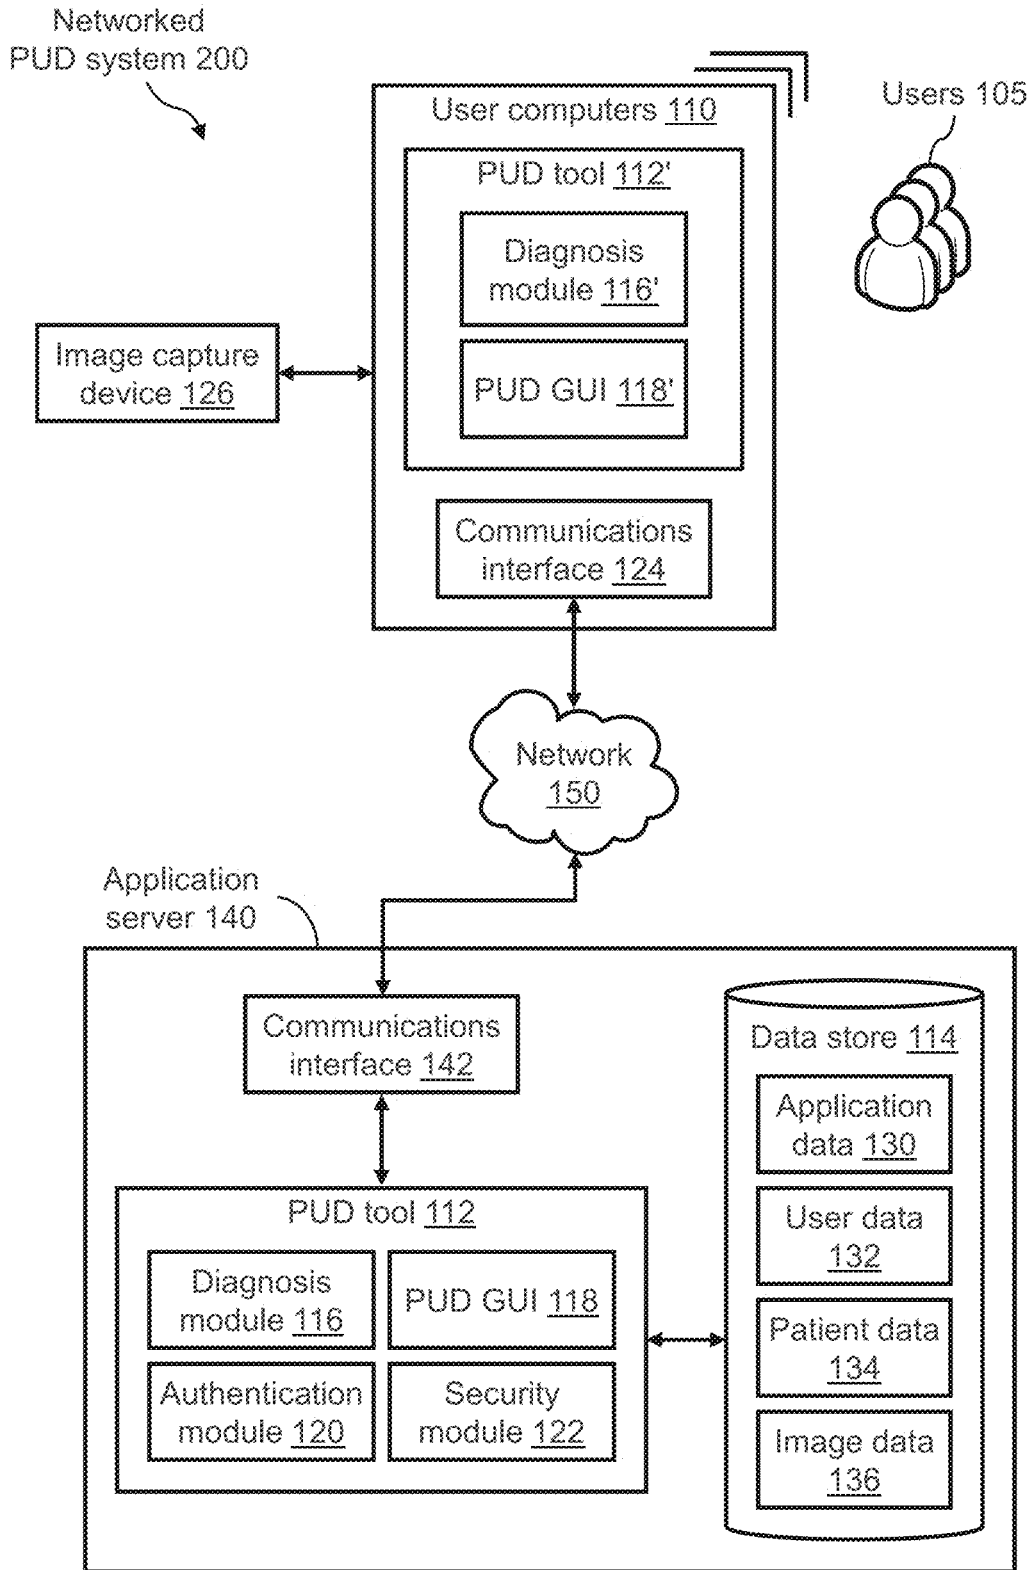 Networked
PUD system 200
User computers 110
Users 105
PUD tool 112'
Diagnosis
module 116'
PUD GUI 118'
Image capture
device 126
Communications
interface 124
Network
150
Application
server 140
Communications
interface 142
Data store 114
Application
data 130
User data
132
Patient data
134
Image data
136
PUD tool 112
Diagnosis
module 116
PUD GUI 118
Authentication
module 120
Security
module 122